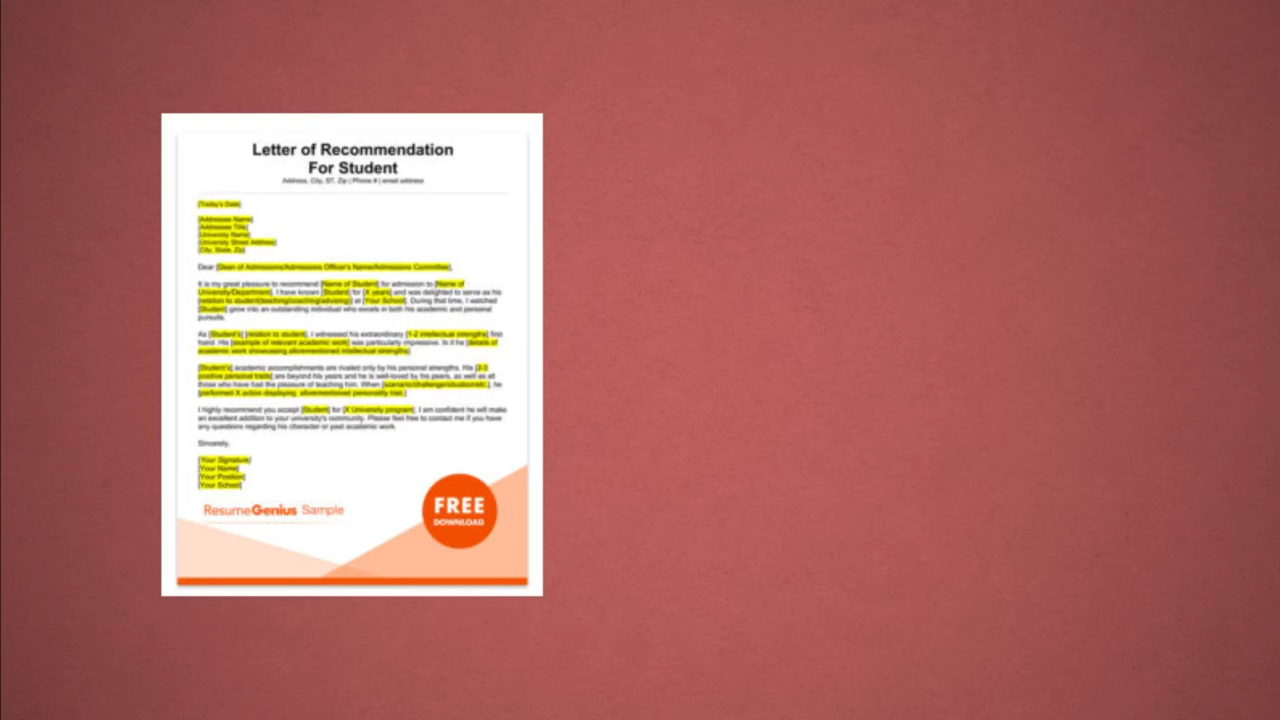 Letter of Recommendation
For Student
Address, City, ST, Zip | Phone # | email address
[Today's Date]
[Addressee Name]
[Addressee Title]
[University Name]
[University Street Address]
[City, State, Zip]
Dear [Dean of Admissions/Admissions Officer's Name/Admissions Committee],
It is my great pleasure to recommend [Name of Student] for admission to [Name of
University/Department]. I have known [Student] for [X years] and was delighted to serve as his
[relation to student(teaching/coaching/advising)] at [Your School]. During that time, I watched
[Student] grow into an outstanding individual who excels in both his academic and personal
pursuits.
As [Student's] [relation to student], I witnessed his extraordinary [1-2 intellectual strengths] first
hand. His [example of relevant academic work] was particularly impressive. In it he [details of
academic work showcasing aforementioned intellectual strengths]
[Student's] academic accomplishments are rivaled only by his personal strengths. His [2-3
positive personal traits] are beyond his years and he is well-loved by his peers, as well as all
those who have had the pleasure of teaching him. When [scenario/challenge/situation/etc.], he
[performed X action displaying aforementioned personality trait.]
I highly recommend you accept [Student] for [X University program]. I am confident he will make
an excellent addition to your university's community. Please feel free to contact me if you have
any questions regarding his character or past academic work.
Sincerely,
[Your Signature]
[Your Name]
[Your Position]
[Your School]
ResumeGenius Sample
FREE
DOWNLOAD